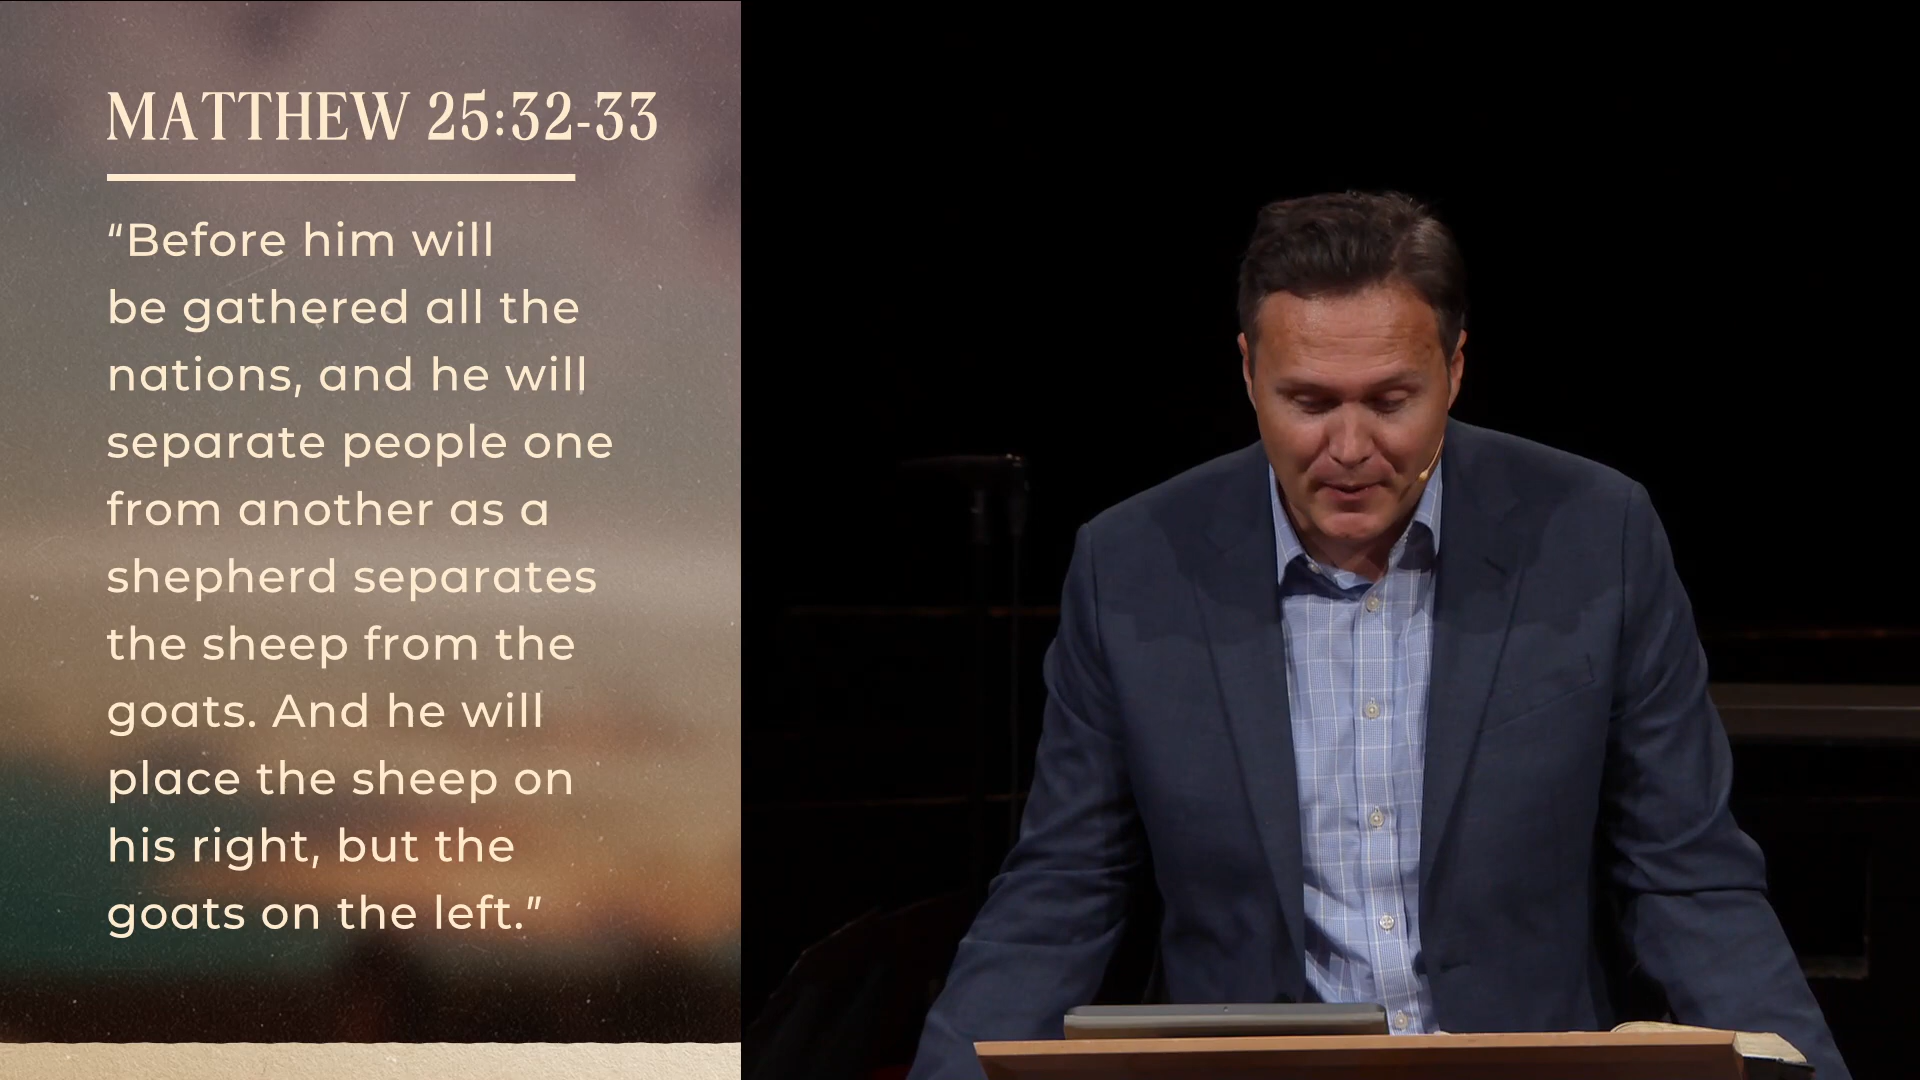 MATTHEW 25:32-33
“Before him will
be gathered all the
nations, and he will
separate people one
from another as a
shepherd separates
the sheep from the
goats. And he will
place the sheep on
his right, but the
goats on the left.”